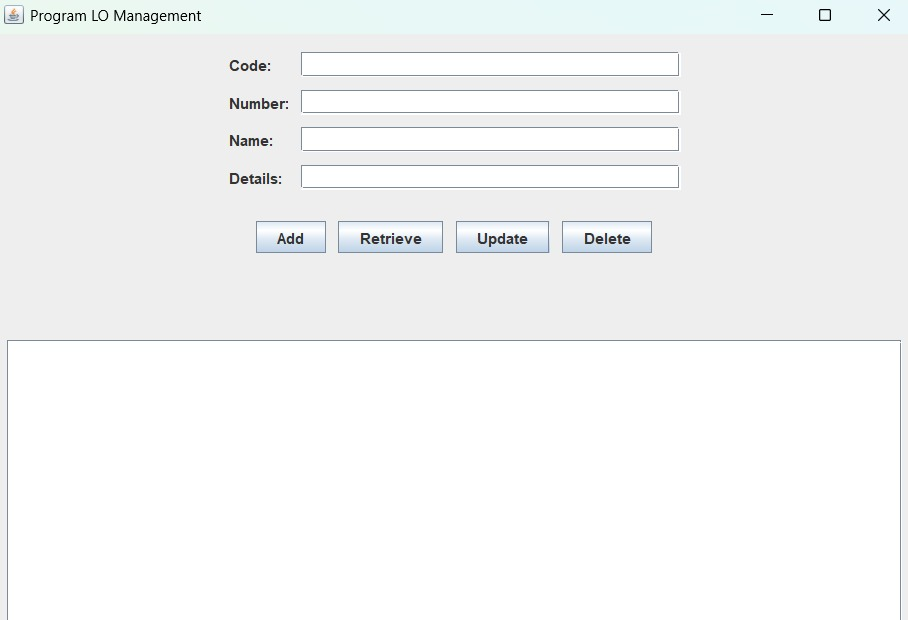 Program LO Management
Code:
Number:
Name:
Details:
Add Retrieve Update Delete